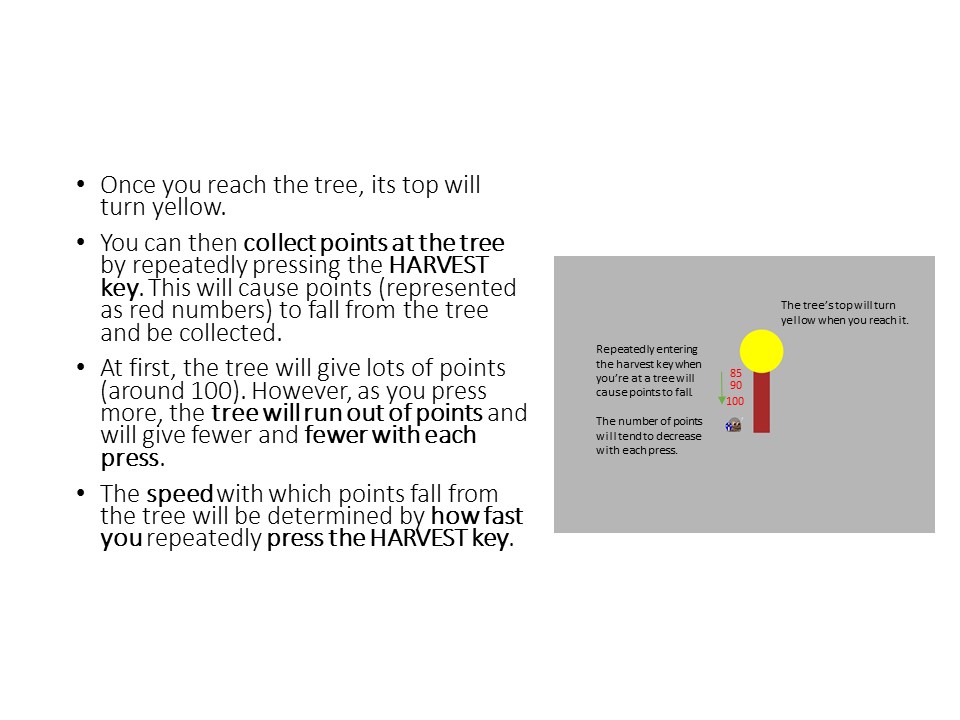 • Once you reach the tree, its top will
turn yellow.
• You can then collect points at the tree
by repeatedly pressing the HARVEST
key. This will cause points (represented
as red numbers) to fall from the tree
and be collected.
• At first, the tree will give lots of points
(around 100). However, as you press
more, the tree will run out of points and
will give fewer and fewer with each
press.
• The speed with which points fall from
the tree will be determined by how fast
you repeatedly press the HARVEST key.
The tree’s top will turn
yellow when you reach it.
Repeatedly entering
the harvest key when
you’re at a tree will
cause points to fall.
The number of points
will tend to decrease
with each press.
85
90
100